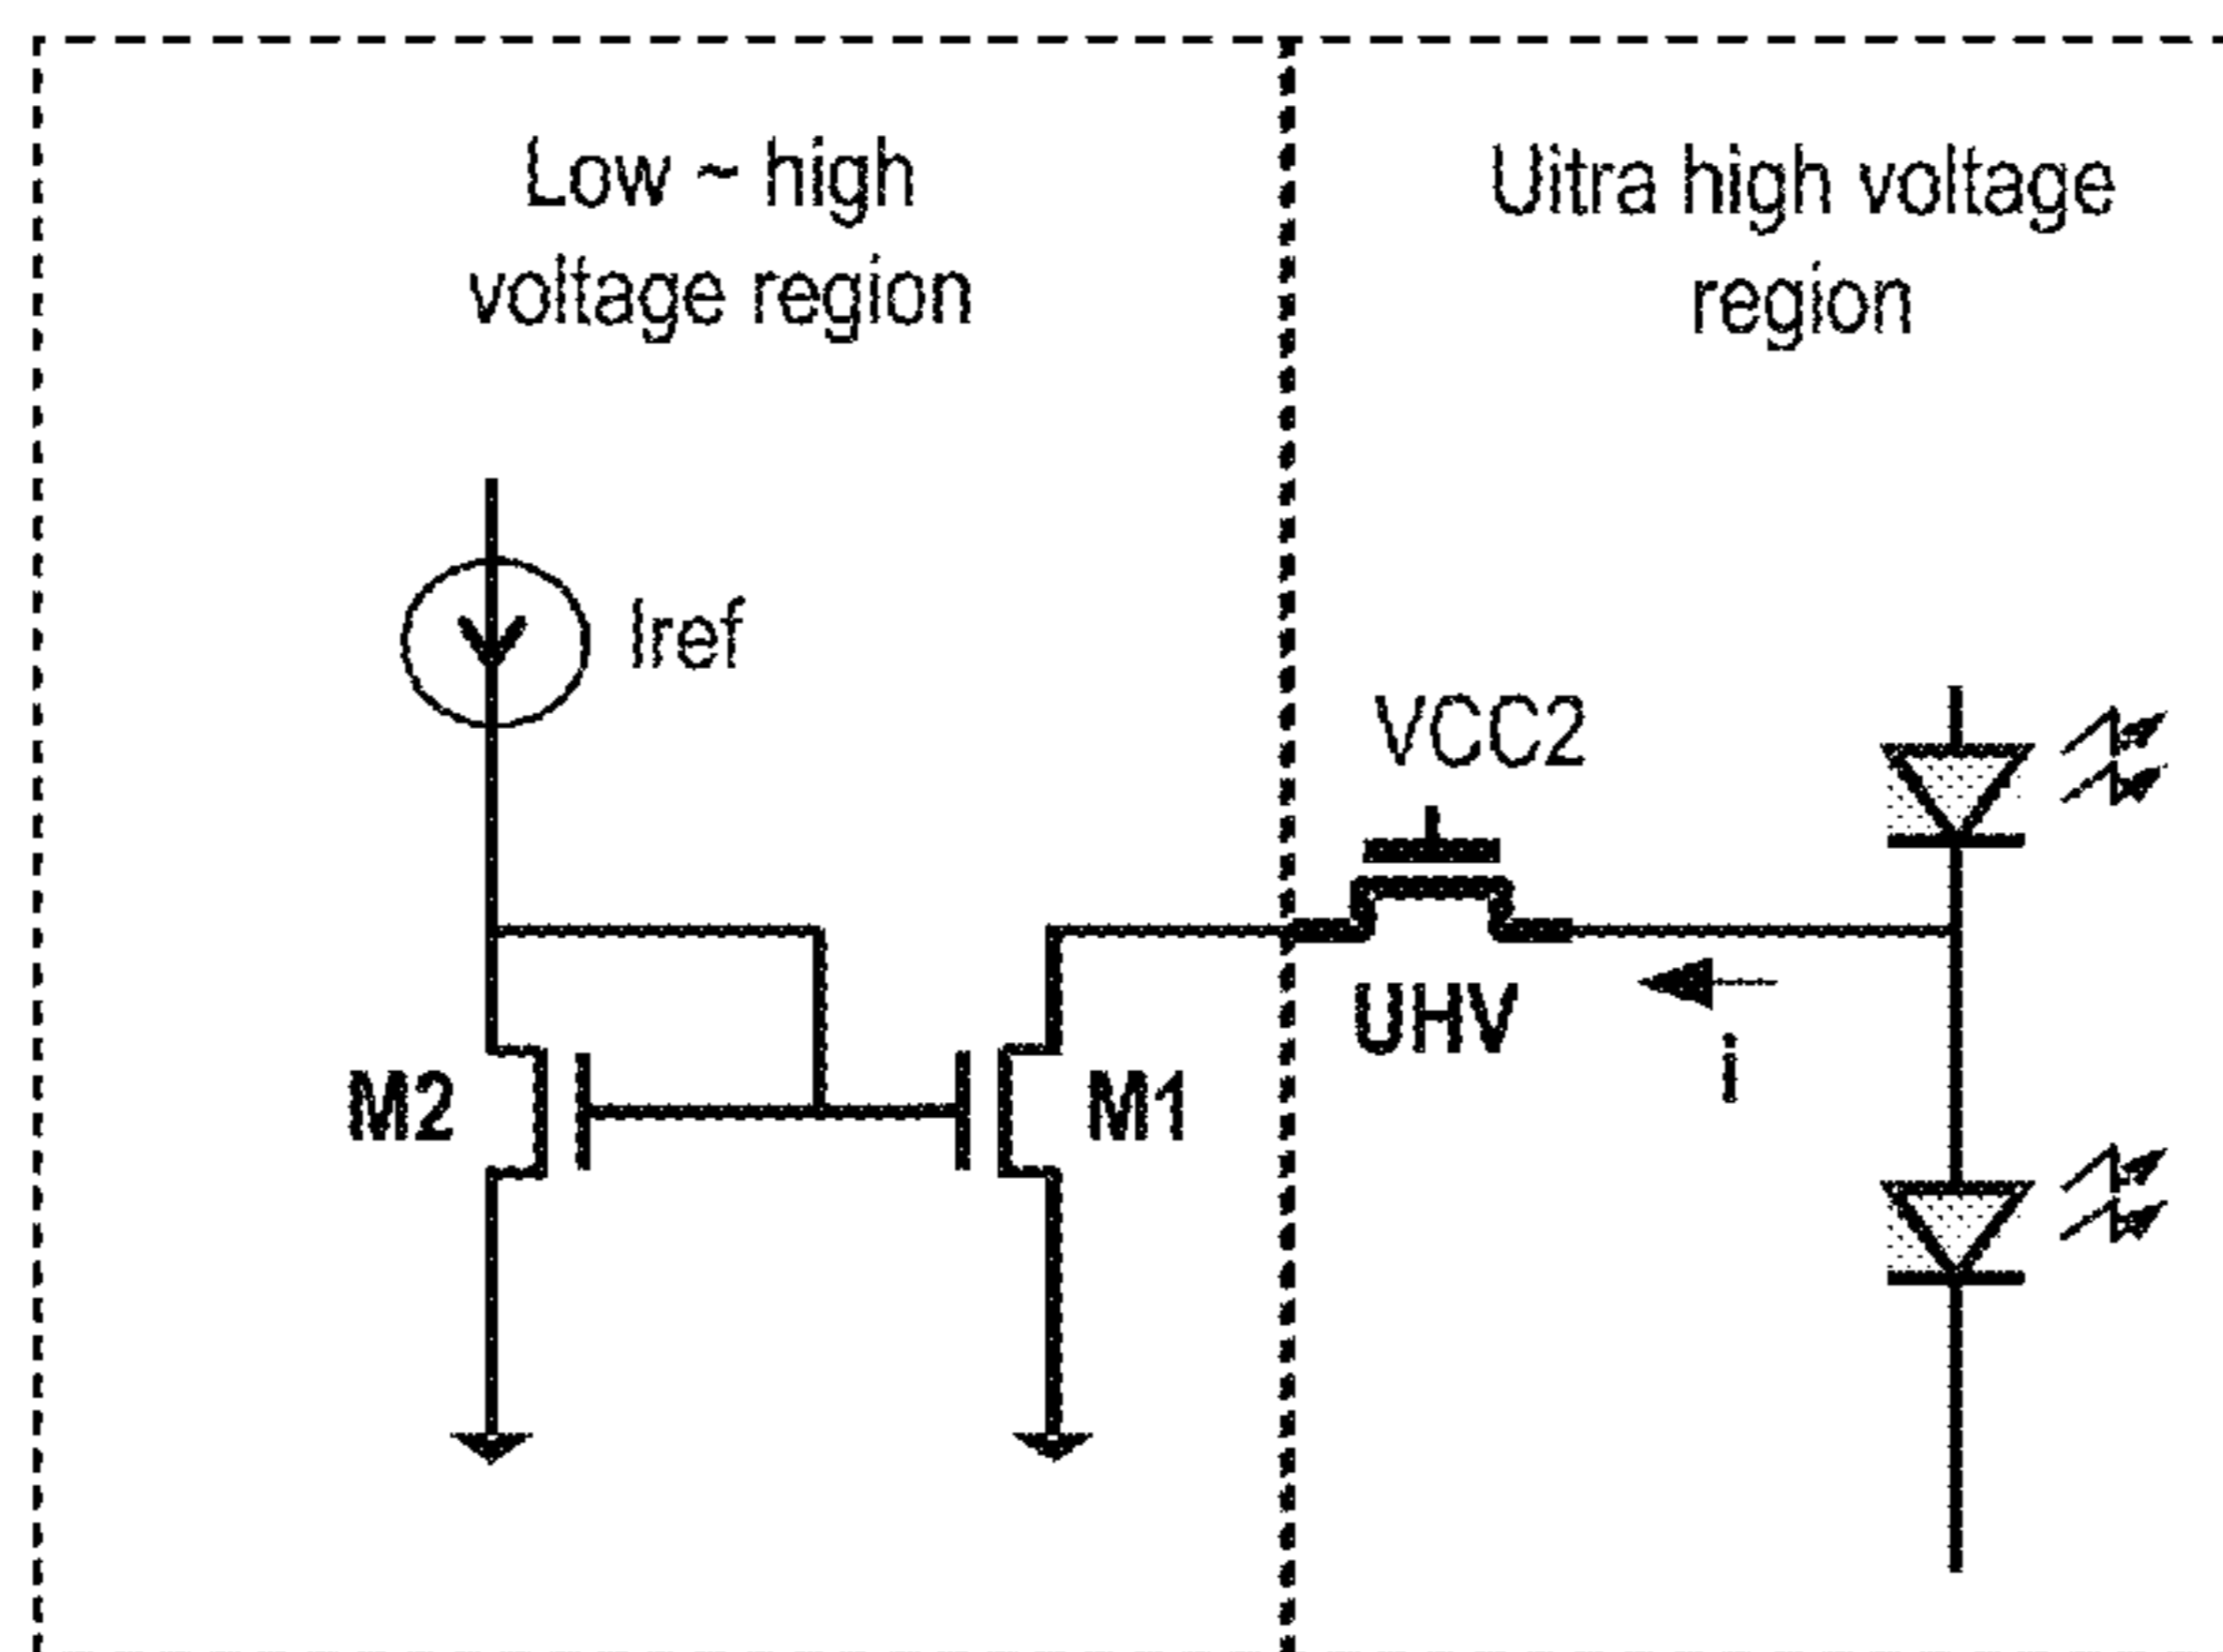 Low ~ high
voltage region
Uitra high voltage
region
Iref
VCC2
UHV
i
M2
M1